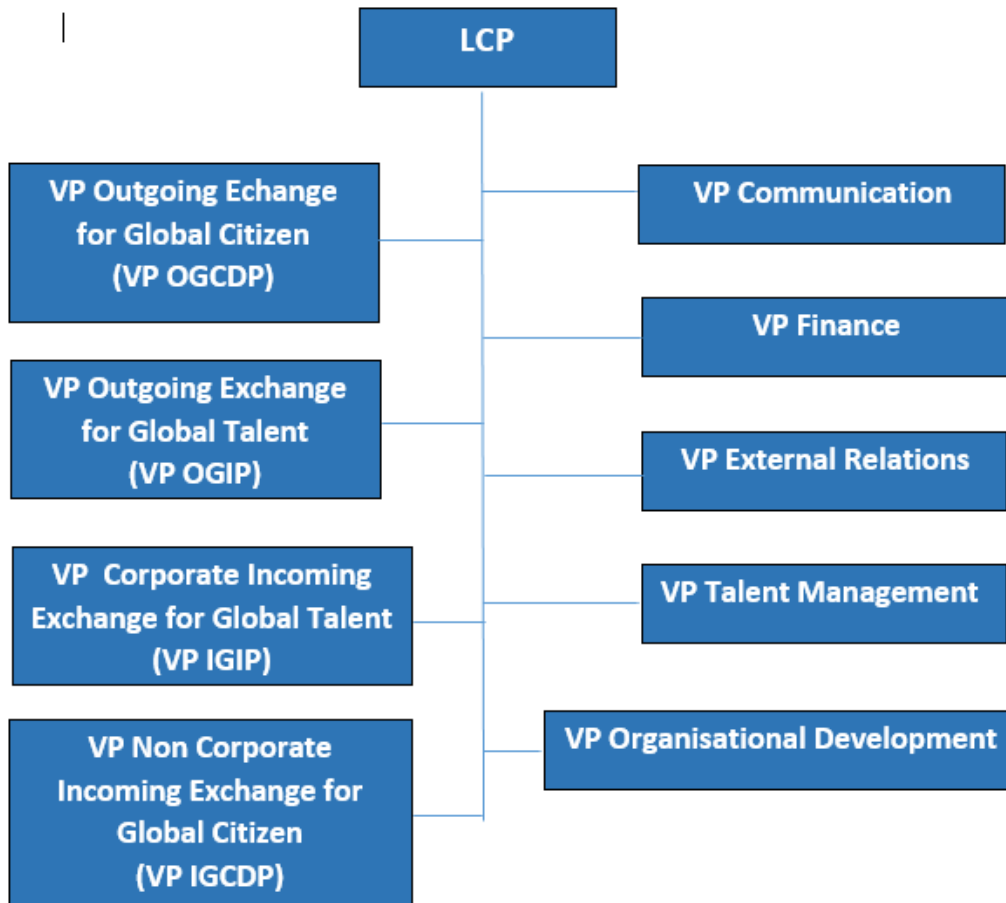 LCP
VP Outgoing Echange
for Global Citizen
(VP OGCDP)
VP Outgoing Exchange
for Global Talent
(VP OGIP)
VP Corporate Incoming
Exchange for Global Talent
(VP IGIP)
VP Non Corporate
Incoming Exchange for
Global Citizen
(VP IGCDP)
VP Communication
VP Finance
VP External Relations
VP Talent Management
VP Organisational Development